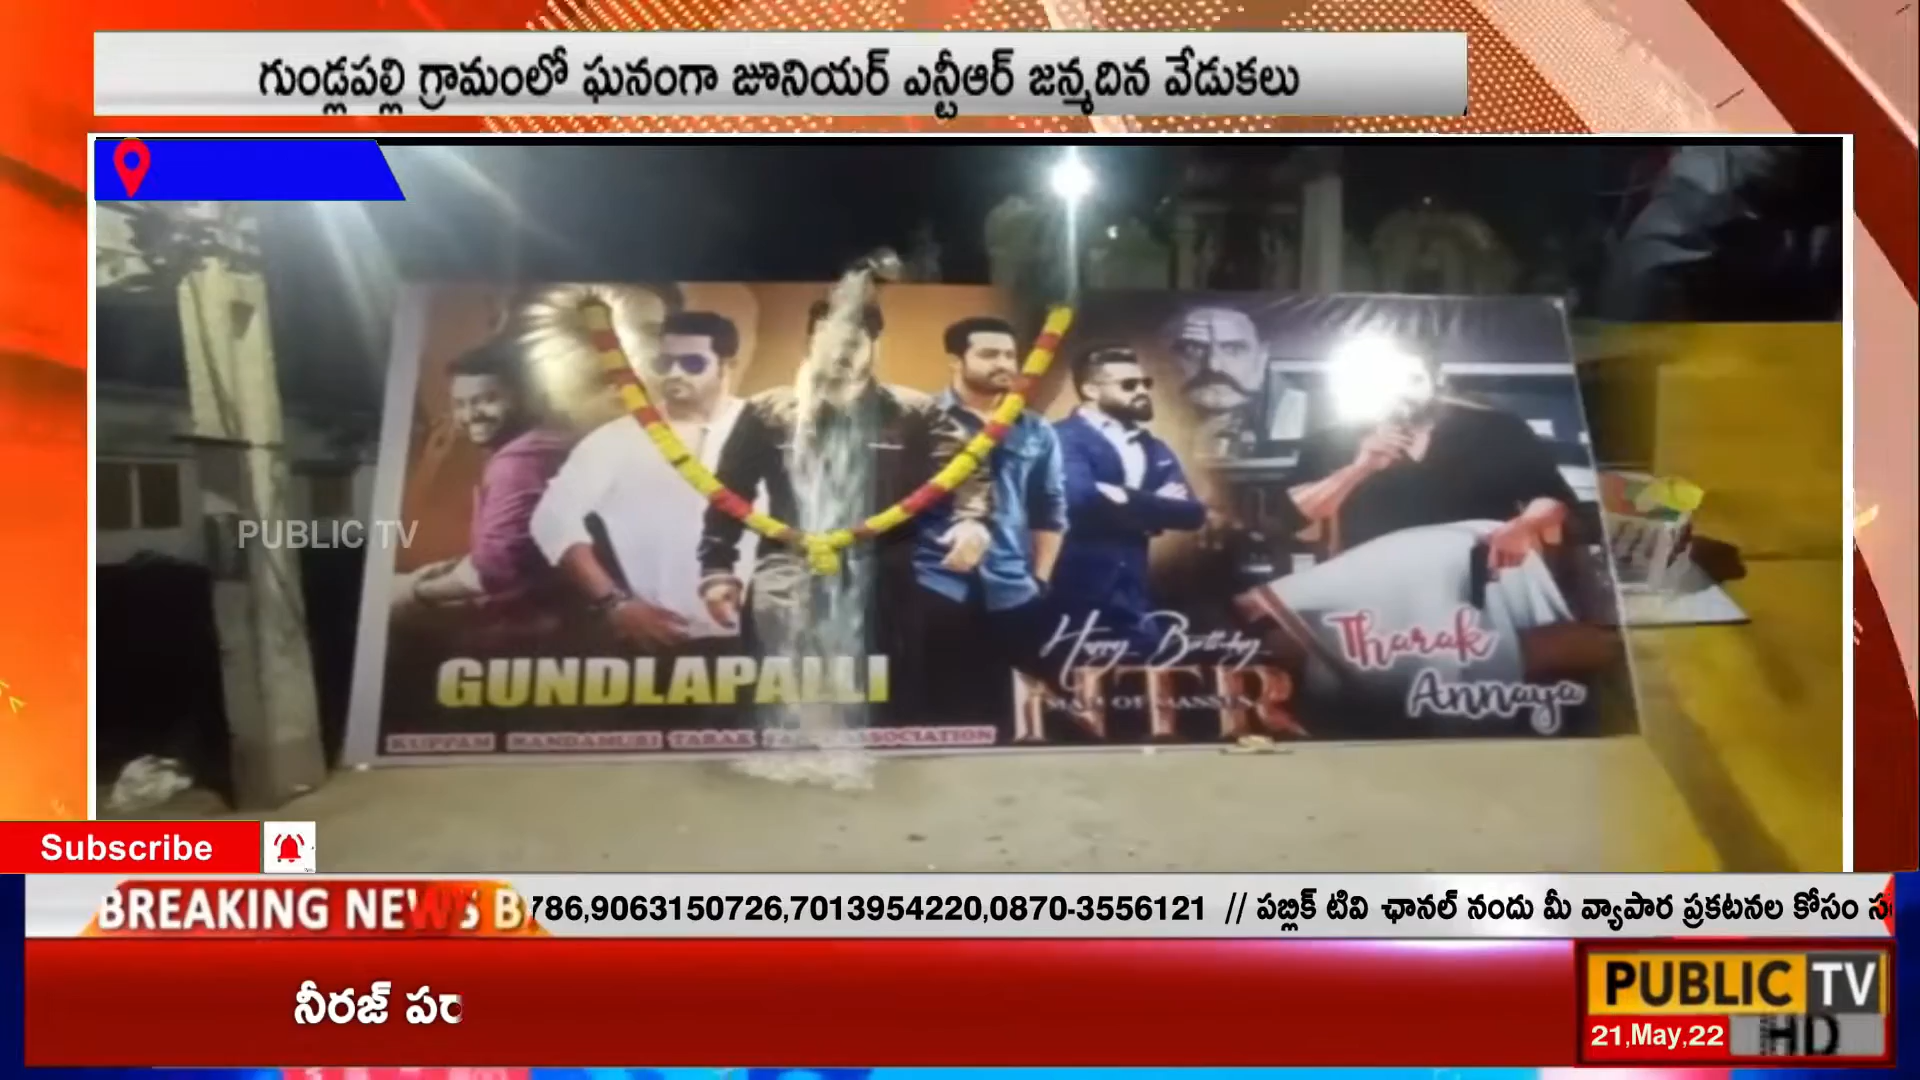 గుండ్లపల్లి గ్రామంలో ఘనంగా జూనియర్ ఎన్టీఆర్ జన్మదిన వేడుకలు
PUBLIC TV
GUNDLAPALLI
KUPPAM NANDAMURI TARAK FANS ASSOCIATION
Happy Birthday
NTR
MAN OF MASSES
Tharak
Annaya
Subscribe
BREAKING NEWS B
786,9063150726,7013954220,0870-3556121 // పబ్లిక్ టివి ఛానల్ నందు మీ వ్యాపార ప్రకటనల కోసం
నీరజ్
PUBLIC TV
21,May,22 HD